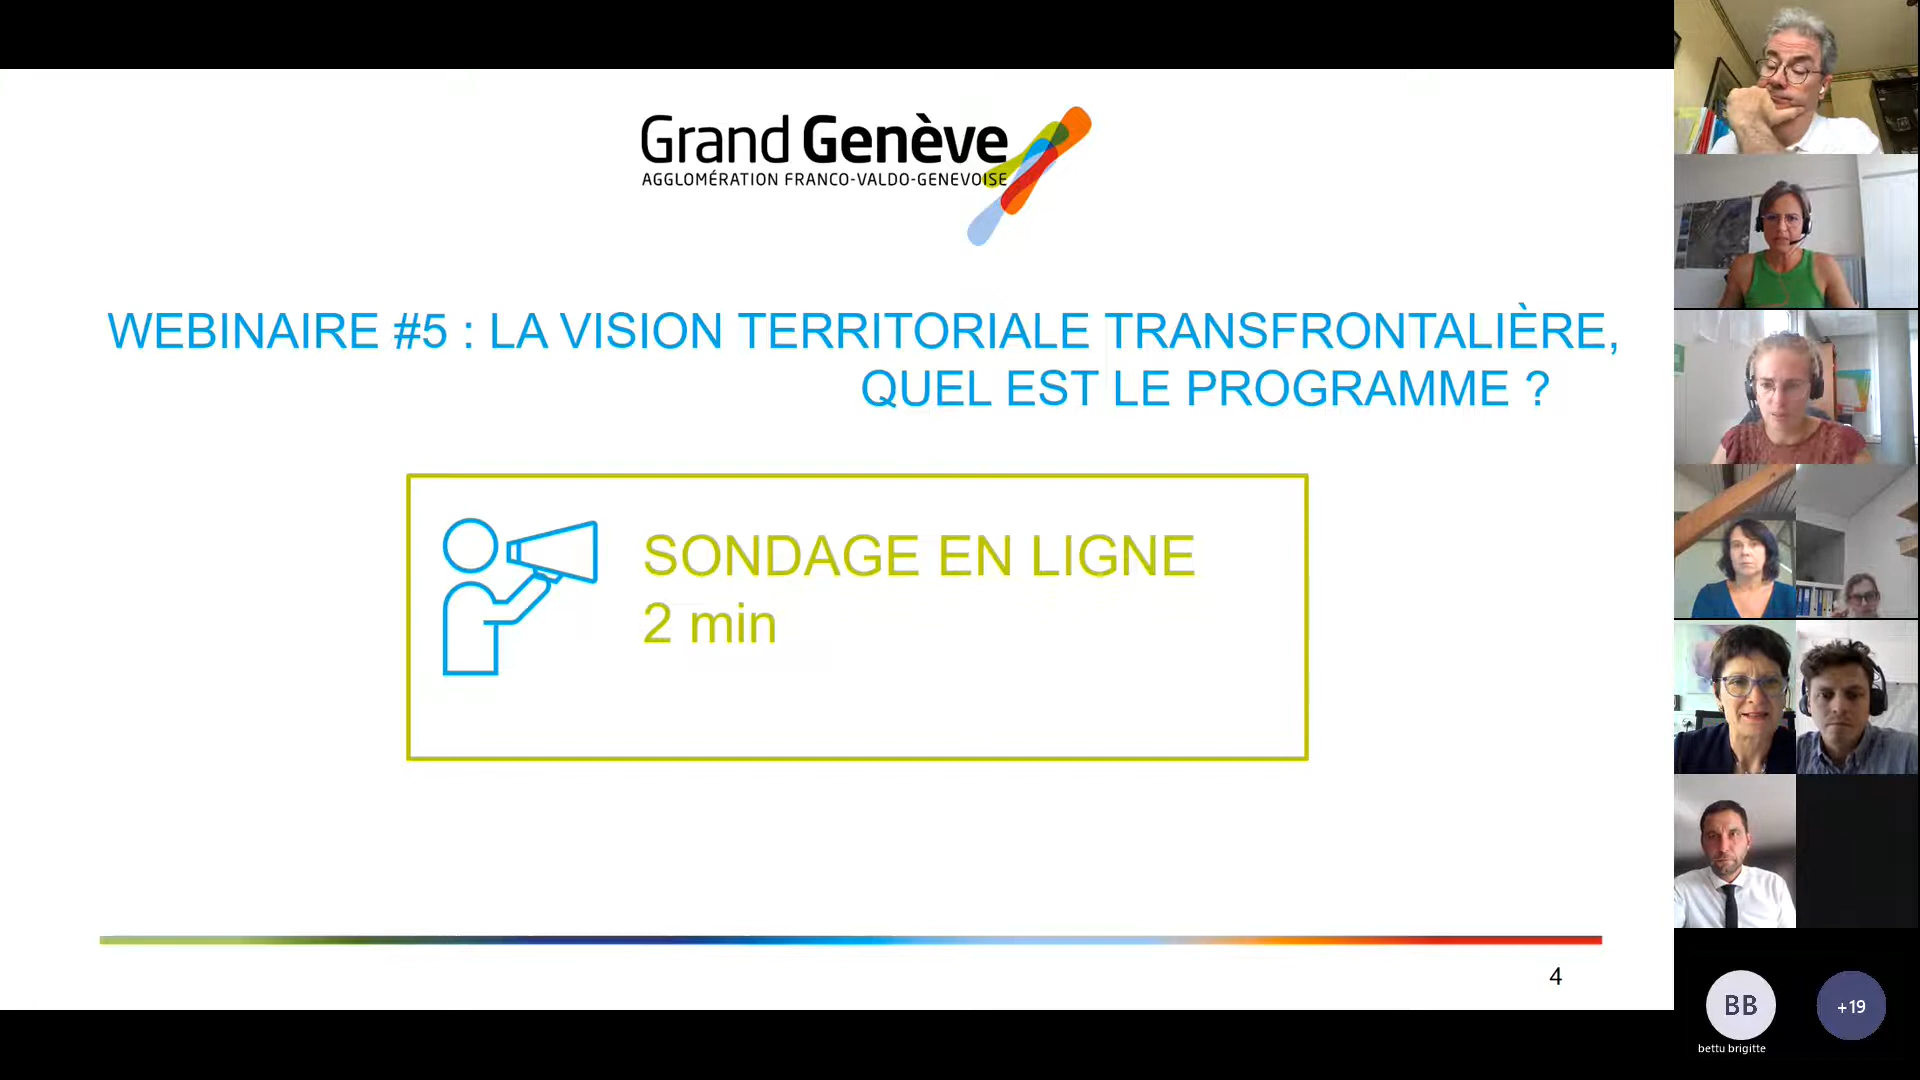 Grand Genève
AGGLOMÉRATION FRANCO-VALDO-GENEVOISE
WEBINAIRE #5 : LA VISION TERRITORIALE TRANSFRONTALIÈRE,
QUEL EST LE PROGRAMME ?
SONDAGE EN LIGNE
2 min
4
BB
+19
bettu brigitte